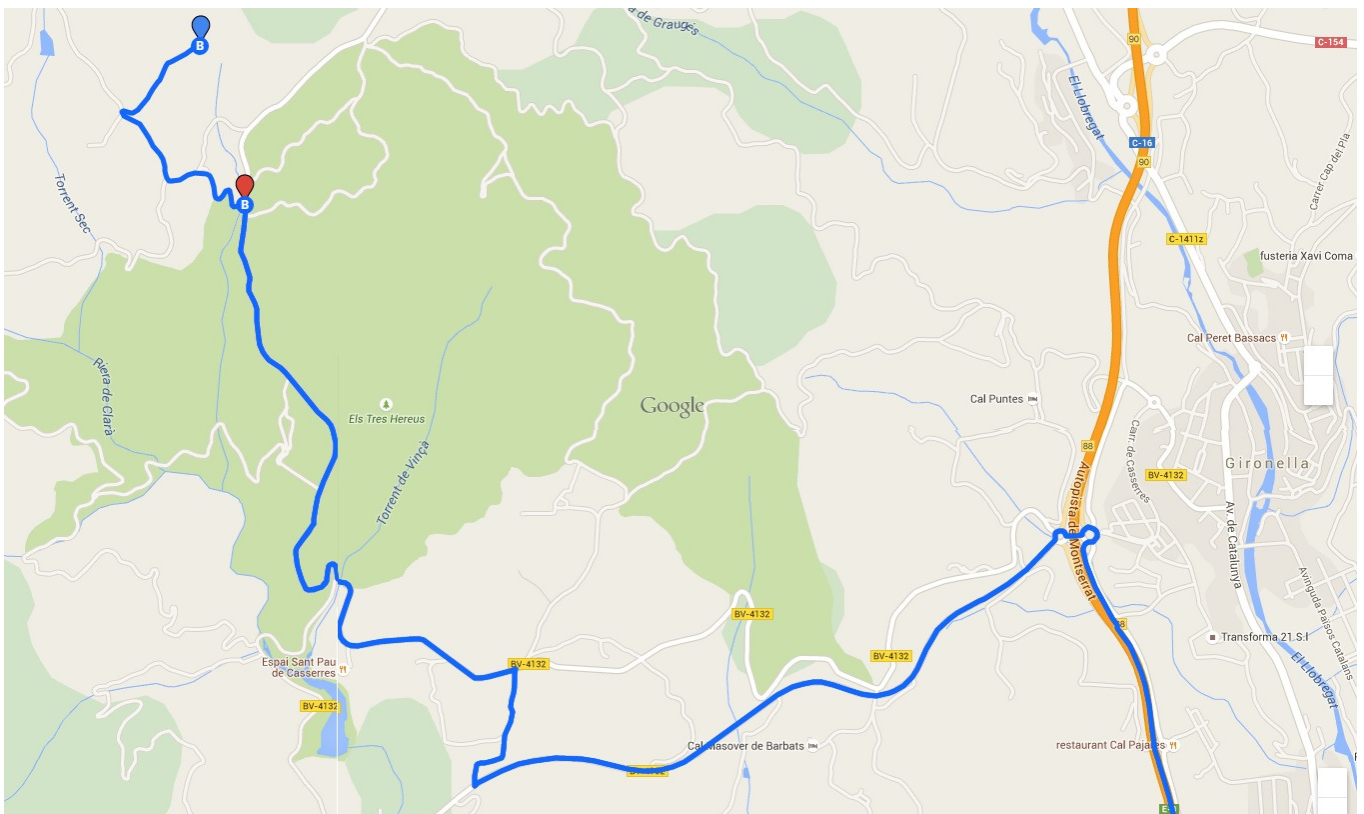 a de Graugés
90
C-154
El Llobregat
C-16
90
Carrer Cap del Pla
B
B
Torrent Sec
C-1411z
fusteria Xavi Coma
Cal Peret Bassacs
Riera de Clarà
Els Tres Hereus
Google
Cal Puntes
88
Carr. de Casserres
Gironella
BV-4132
Torrent de Vinçà
Autopista de Montserrat
Av. de Catalunya
BV-4132
Avinguda Països Catalans
Transforma 21 S.l
BV-4132
BV-4132
Espai Sant Pau
de Casserres
El Llobregat
BV-4132
Cal Masover de Barbats
restaurant Cal Pajares